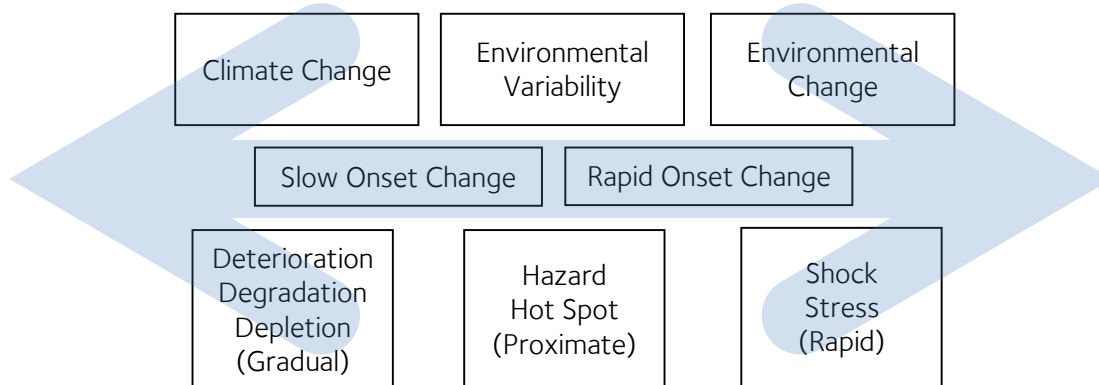 Climate Change
Environmental
Variability
Environmental
Change
Slow Onset Change
Rapid Onset Change
Deterioration
Degradation
Depletion
(Gradual)
Hazard
Hot Spot
(Proximate)
Shock
Stress
(Rapid)